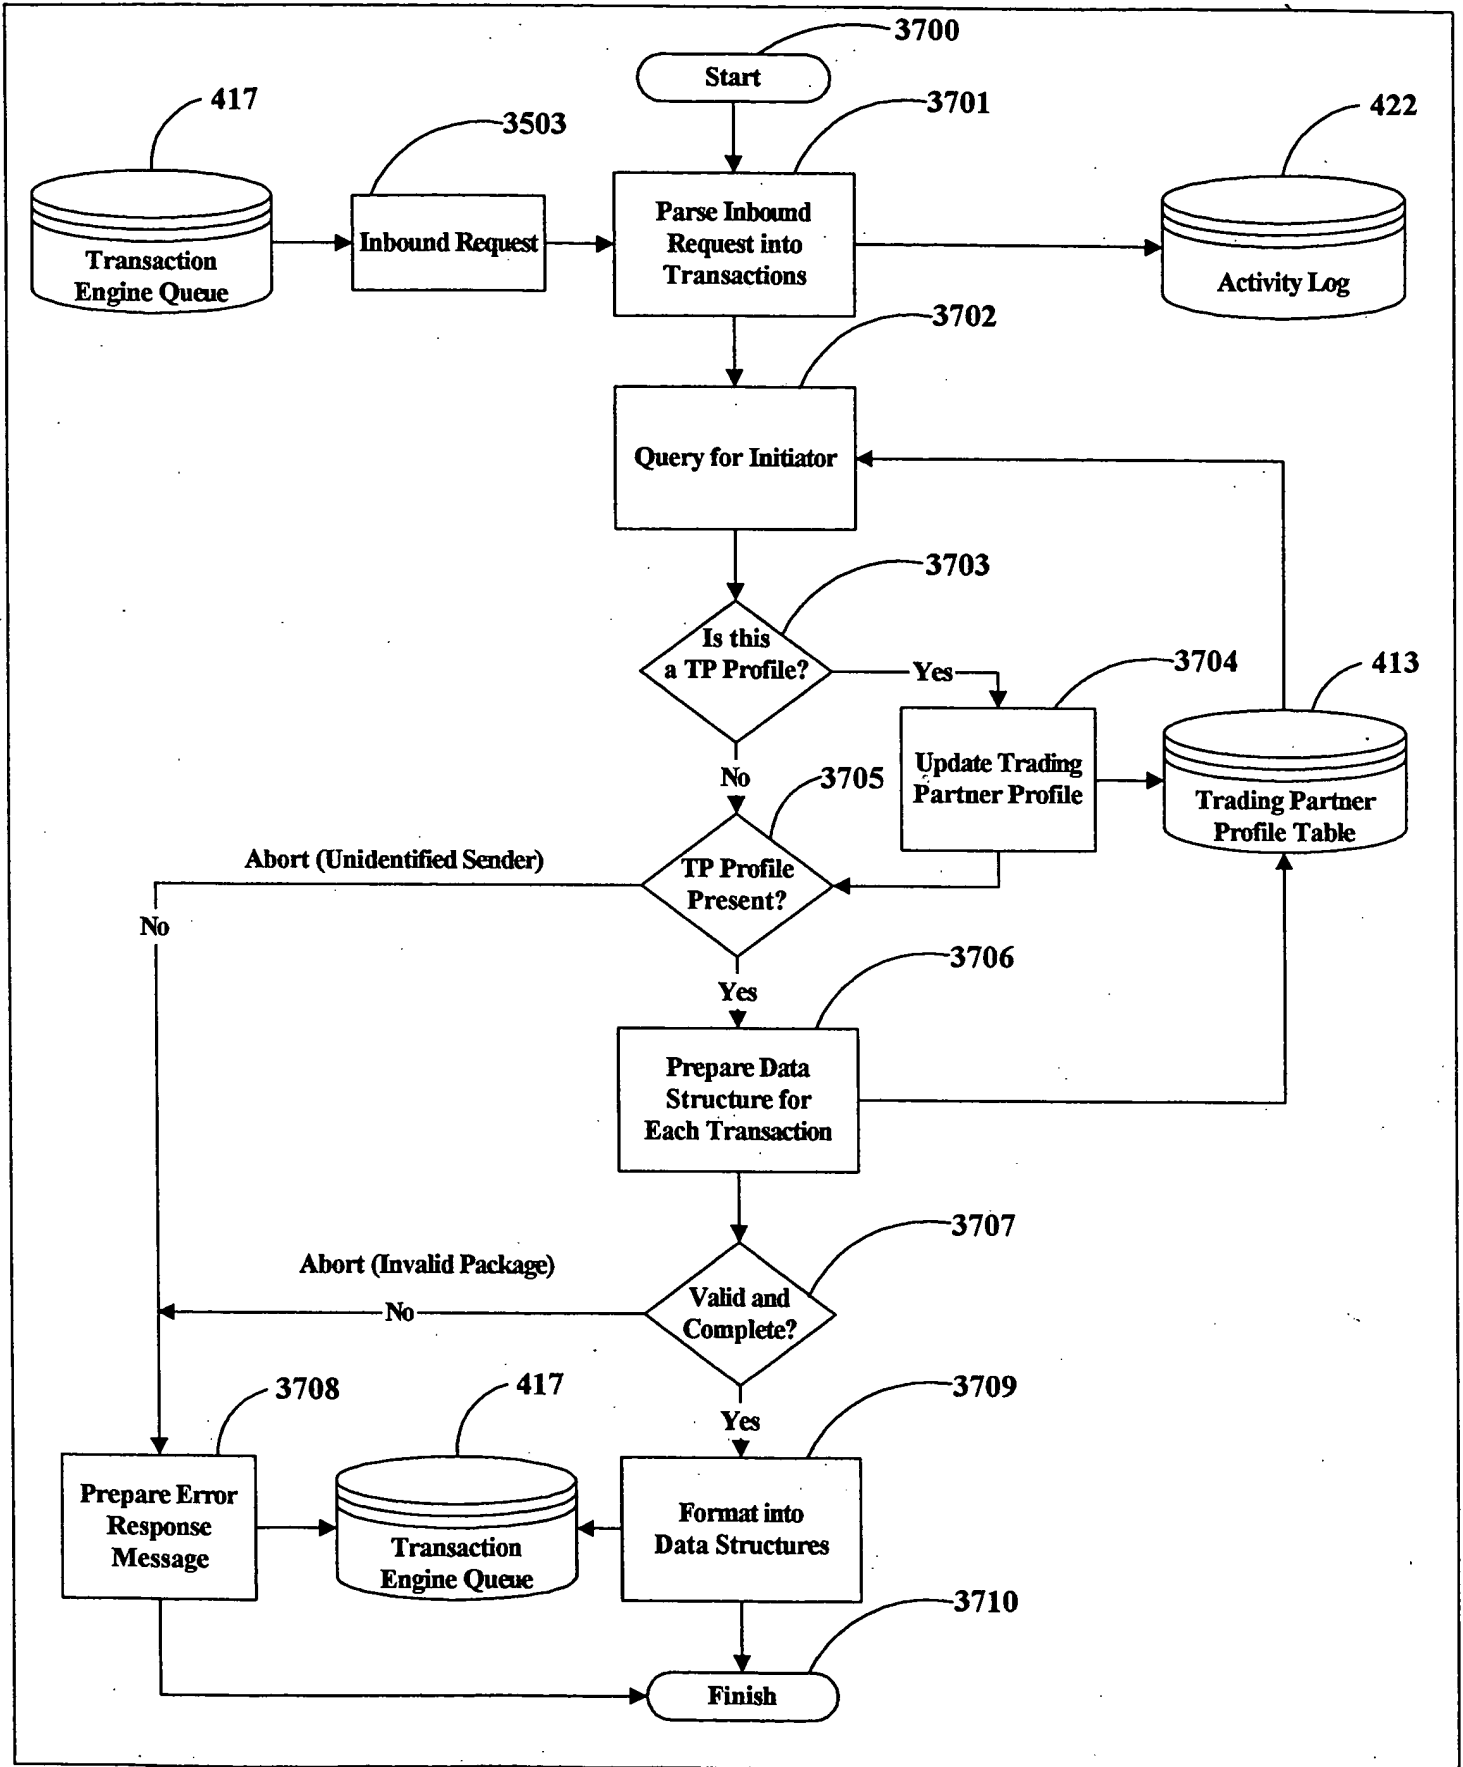 3700
Start
417
3503
3701
422
Transaction
Engine Queue
Inbound Request
Parse Inbound
Request into
Transactions
Activity Log
3702
Query for Initiator
3703
Is this
a TP Profile?
Yes
3704
413
Update Trading
Partner Profile
Trading Partner
Profile Table
No
3705
Abort (Unidentified Sender)
TP Profile
Present?
No
3706
Yes
Prepare Data
Structure for
Each Transaction
3707
Abort (Invalid Package)
No
Valid and
Complete?
3708
417
3709
Yes
Prepare Error
Response
Message
Transaction
Engine Queue
Format into
Data Structures
3710
Finish